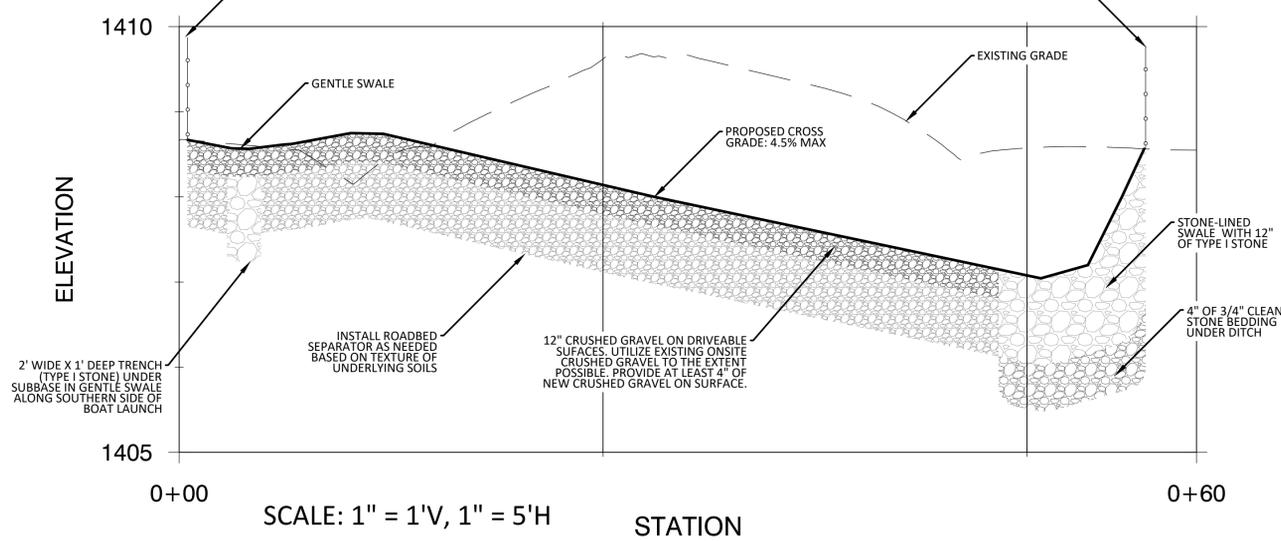 1410
GENTLE SWALE
EXISTING GRADE
PROPOSED CROSS
GRADE: 4.5% MAX
ELEVATION
STONE-LINED
SWALE  WITH 12"
OF TYPE I STONE
4" OF 3/4" CLEAN
STONE BEDDING
UNDER DITCH
INSTALL ROADBED
SEPARATOR AS NEEDED
BASED ON TEXTURE OF
UNDERLYING SOILS
12" CRUSHED GRAVEL ON DRIVEABLE
SUFACES. UTILIZE EXISTING ONSITE
CRUSHED GRAVEL TO THE EXTENT
POSSIBLE. PROVIDE AT LEAST 4" OF
NEW CRUSHED GRAVEL ON SURFACE.
2' WIDE X 1' DEEP TRENCH
(TYPE I STONE) UNDER
SUBBASE IN GENTLE SWALE
ALONG SOUTHERN SIDE OF
BOAT LAUNCH
1405
0+00
0+60
SCALE: 1" = 1'V, 1" = 5'H
STATION